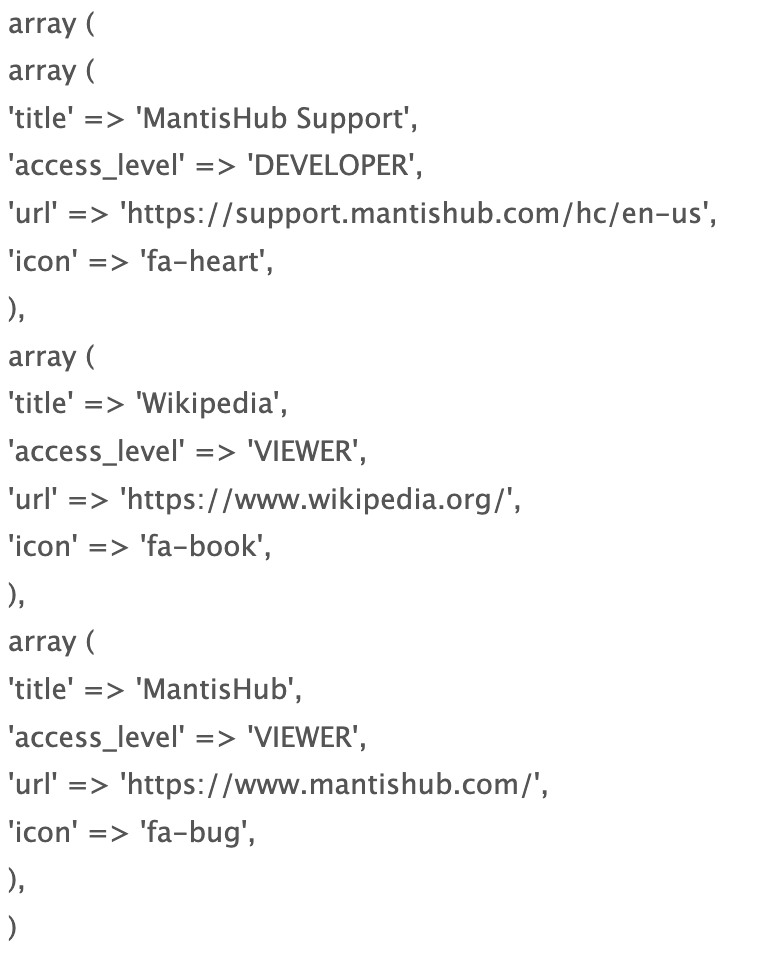 array (
array (
'title' => 'MantisHub Support',
'access_level' => 'DEVELOPER',
'url' => 'https://support.mantishub.com/hc/en-us',
'icon' => 'fa-heart',
),
array (
'title' => 'Wikipedia',
'access_level' => 'VIEWER',
'url' => 'https://www.wikipedia.org/',
'icon' => 'fa-book',
),
array (
'title' => 'MantisHub',
'access_level' => 'VIEWER',
'url' => 'https://www.mantishub.com/',
'icon' => 'fa-bug',
),
)